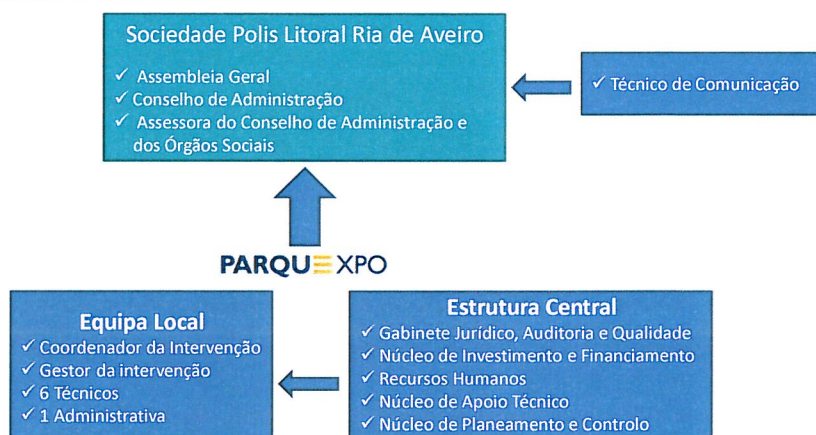 Sociedade Polis Litoral Ria de Aveiro
✓ Assembleia Geral
✓ Conselho de Administração
✓ Assessora do Conselho de Administração e
dos Órgãos Sociais
✓ Técnico de Comunicação
PARQUEXPO
Equipa Local
✓ Coordenador da Intervenção
✓ Gestor da intervenção
✓ 6 Técnicos
✓ 1 Administrativa
Estrutura Central
✓ Gabinete Jurídico, Auditoria e Qualidade
✓ Núcleo de Investimento e Financiamento
✓ Recursos Humanos
✓ Núcleo de Apoio Técnico
✓ Núcleo de Planeamento e Controlo